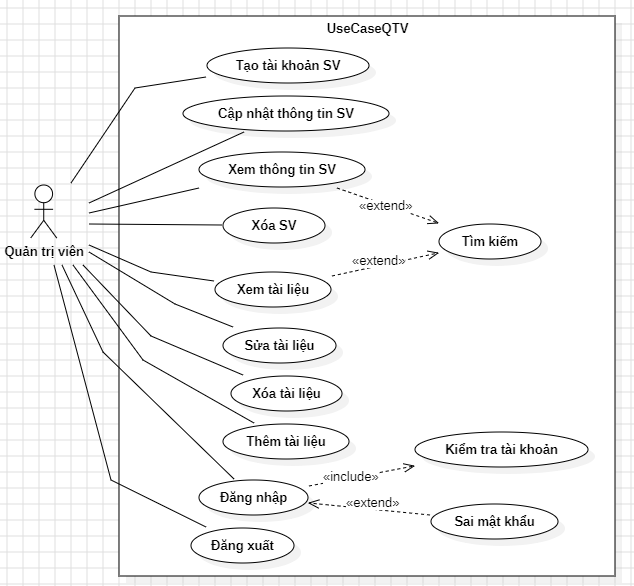 UseCaseQTV
Tạo tài khoản SV
Cập nhật thông tin SV
Xem thông tin SV
«extend»
Xóa SV
Tìm kiếm
Quản trị viên
«extend»
Xem tài liệu
Sửa tài liệu
Xóa tài liệu
Thêm tài liệu
Kiểm tra tài khoản
«include»
Đăng nhập
«extend»
Sai mật khẩu
Đăng xuất